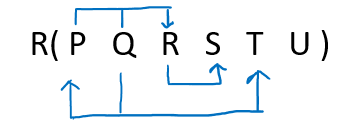 R(P Q R S T U)